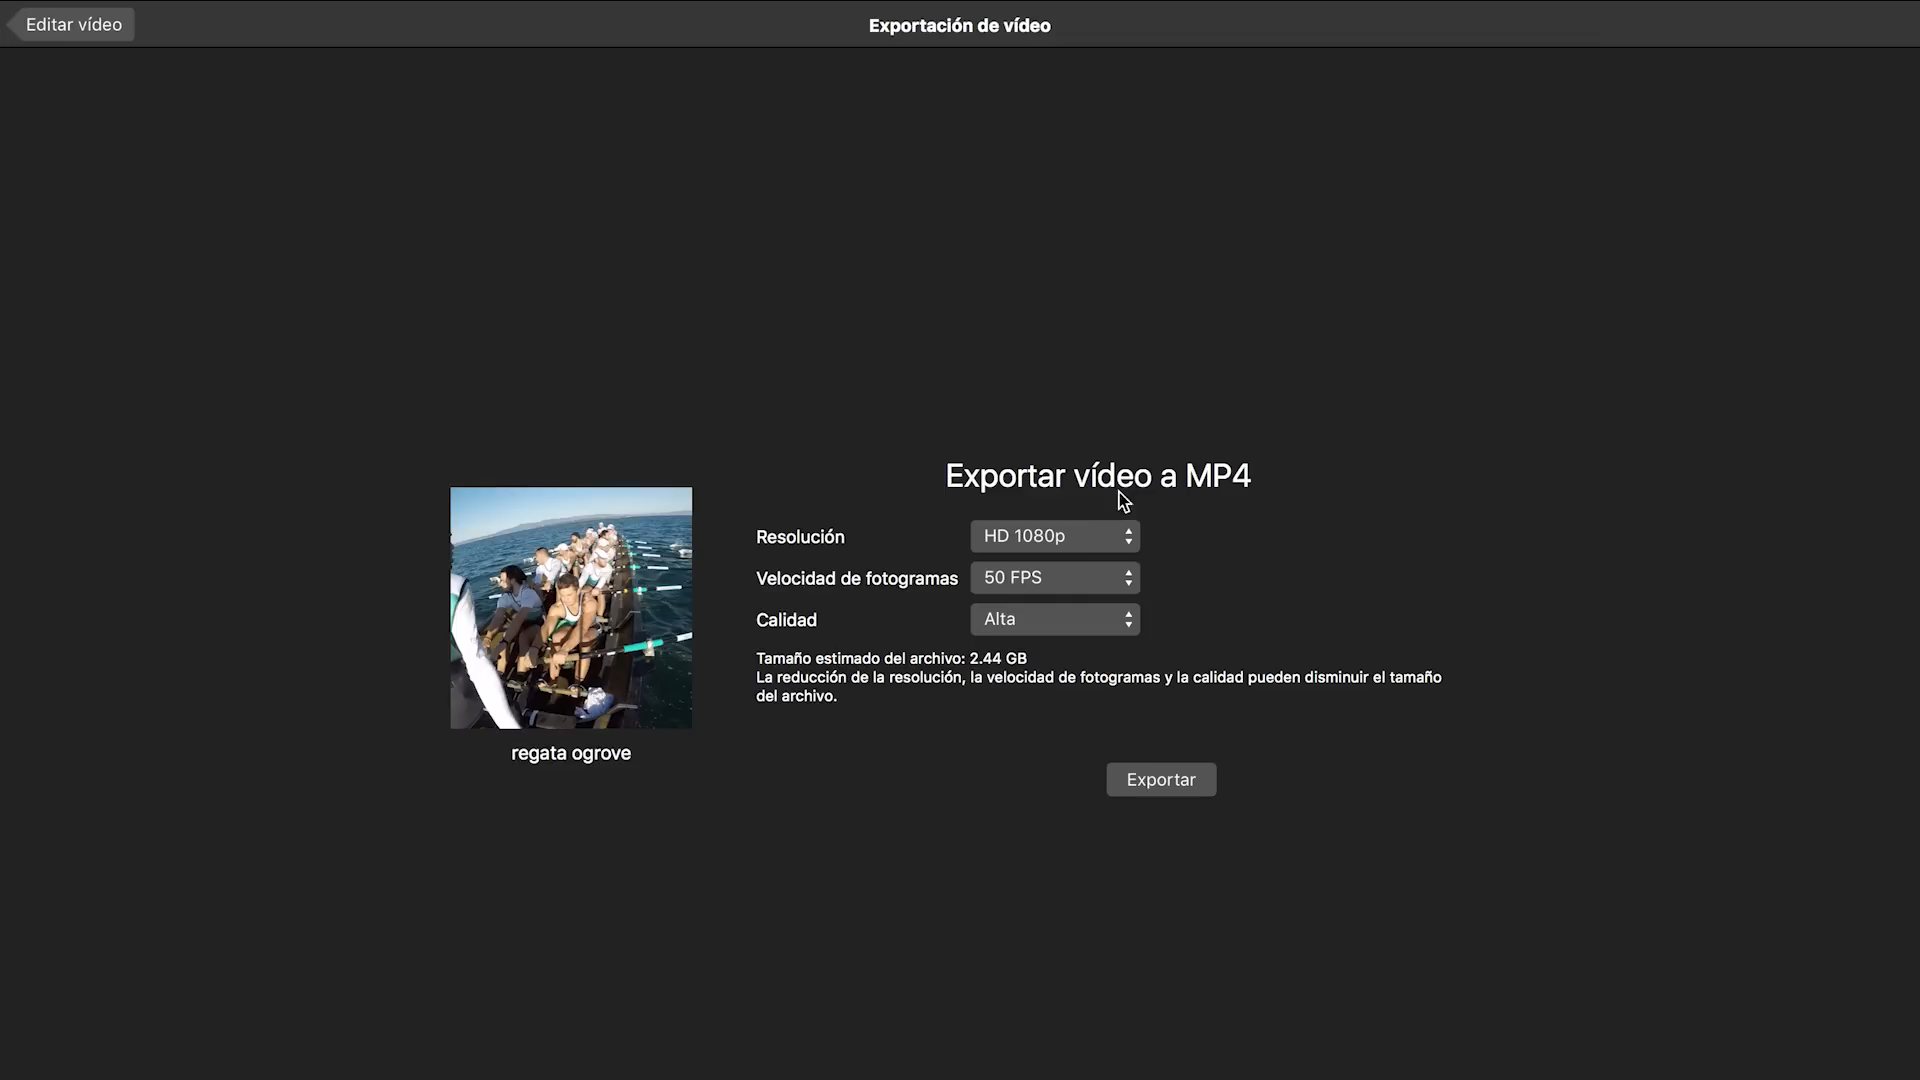 Editar vídeo
Exportación de vídeo
Exportar vídeo a MP4
Resolución
HD 1080p
Velocidad de fotogramas
50 FPS
Calidad
Alta
Tamaño estimado del archivo: 2.44 GB
La reducción de la resolución, la velocidad de fotogramas y la calidad pueden disminuir el tamaño
del archivo.
regata ogrove
Exportar